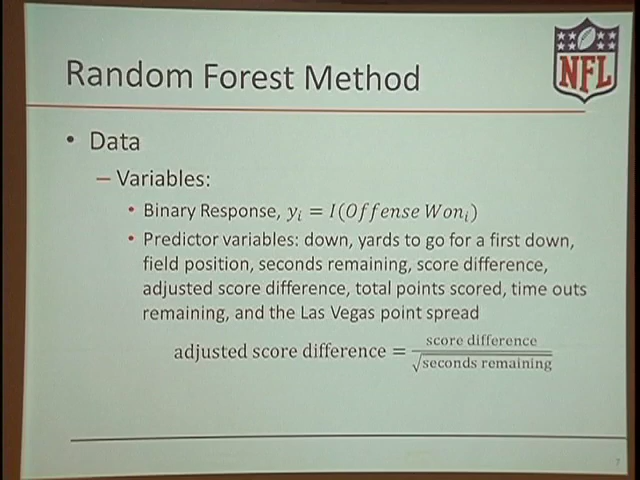 NFL
Random Forest Method
• Data
– Variables:
• Binary Response, yᵢ = I(Offense Wonᵢ)
• Predictor variables: down, yards to go for a first down,
field position, seconds remaining, score difference,
adjusted score difference, total points scored, time outs
remaining, and the Las Vegas point spread
adjusted score difference = score difference / √seconds remaining
7